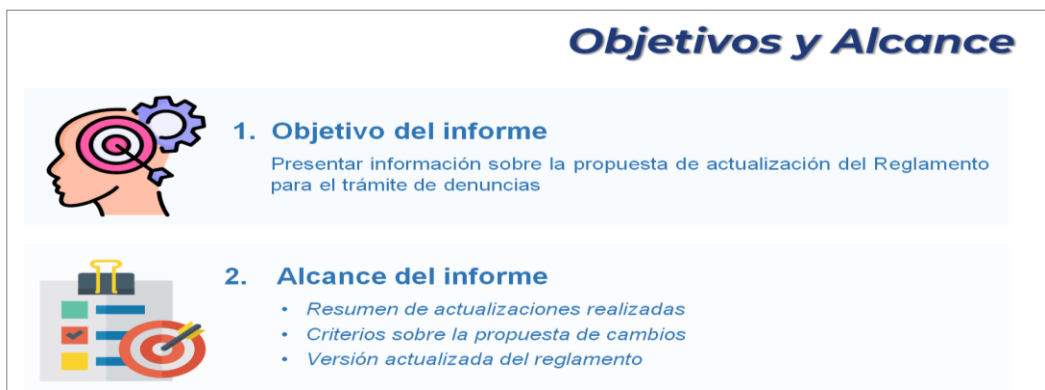 Objetivos y Alcance
1. Objetivo del informe
Presentar información sobre la propuesta de actualización del Reglamento
para el trámite de denuncias
2. Alcance del informe
• Resumen de actualizaciones realizadas
• Criterios sobre la propuesta de cambios
• Versión actualizada del reglamento